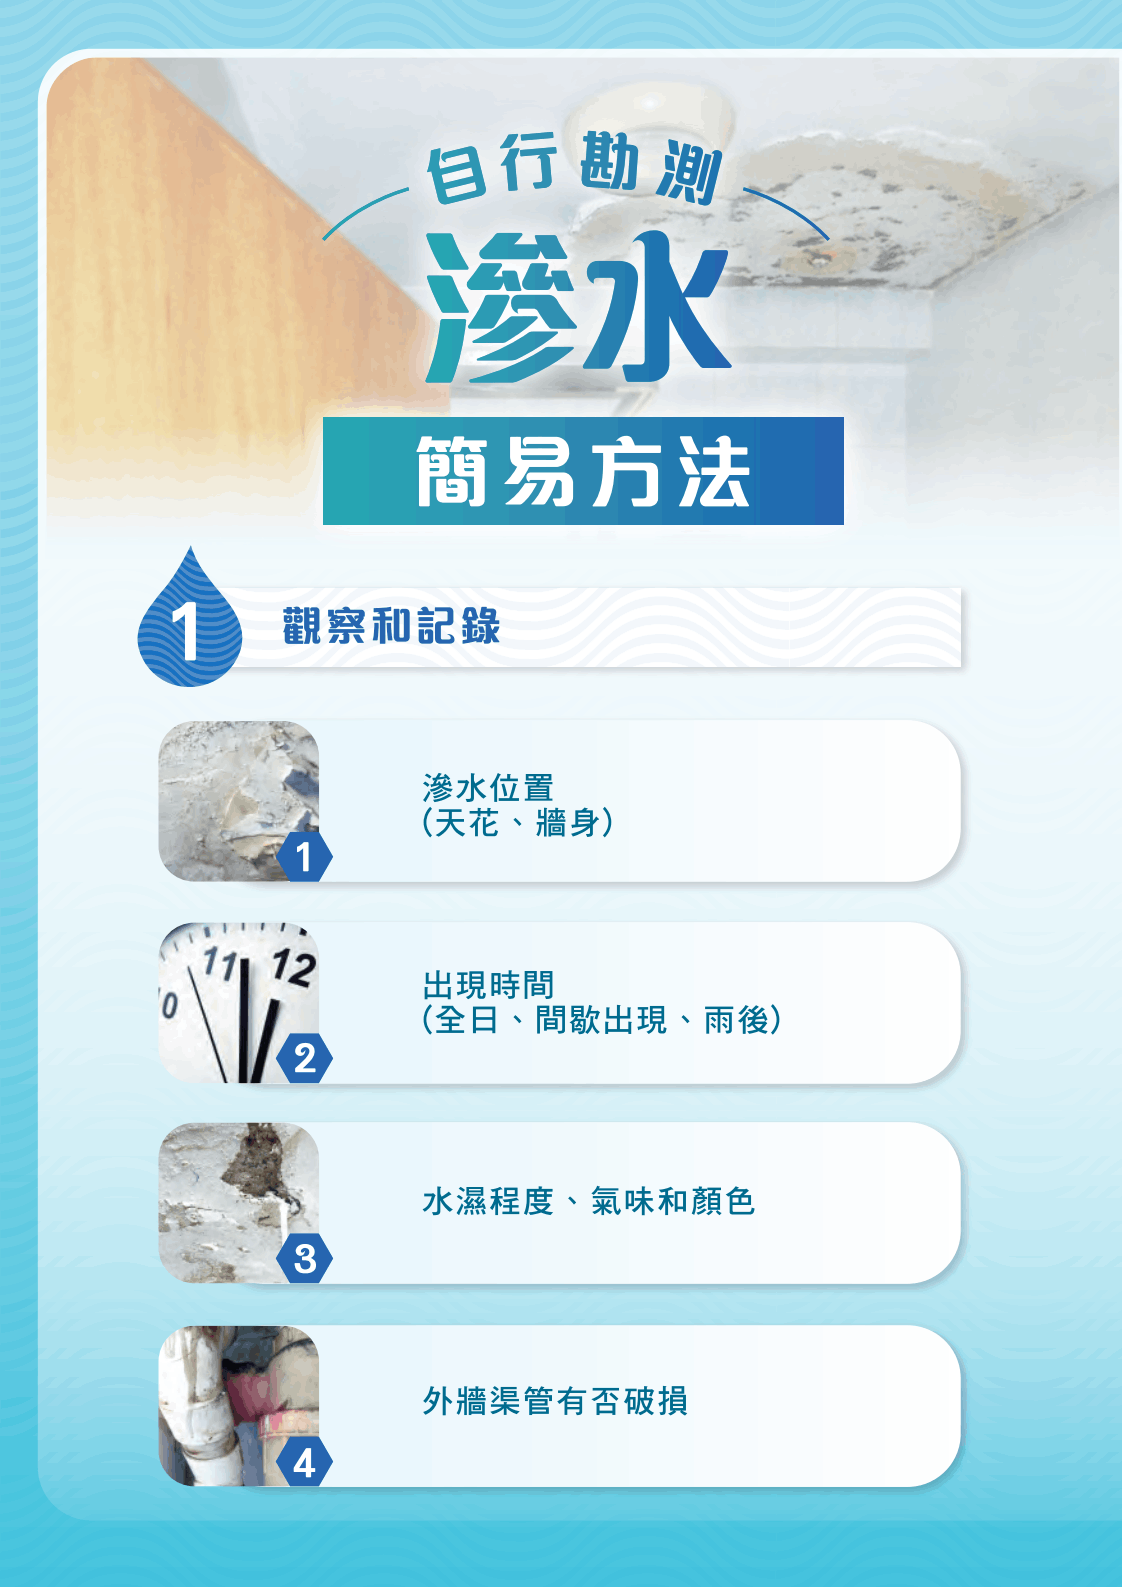 自行勘測
滲水
簡易方法
1
觀察和記錄
滲水位置
(天花、牆身)
1
11 12
0
出現時間
(全日、間歇出現、雨後)
2
水濕程度、氣味和顏色
3
外牆渠管有否破損
4